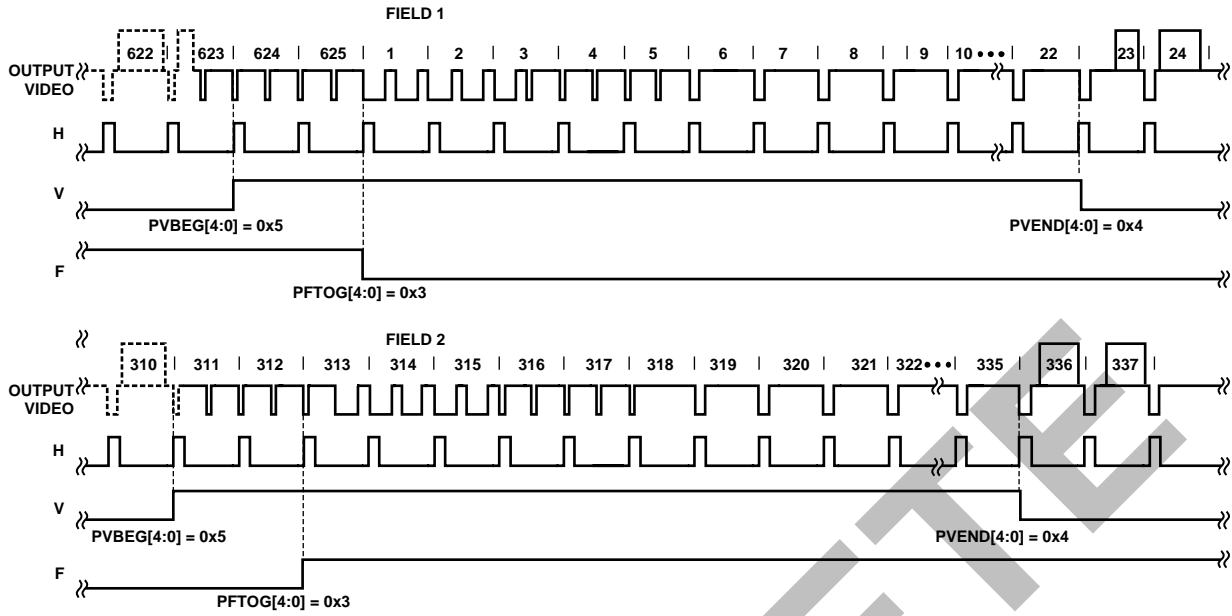 FIELD 1
622 623 624 625 1 2 3 4 5 6 7 8 9 10 ••• 22 23 24
OUTPUT
VIDEO
H
V
PVBEG[4:0] = 0x5 PVEND[4:0] = 0x4
F
PFTOG[4:0] = 0x3
FIELD 2
310 311 312 313 314 315 316 317 318 319 320 321 322 ••• 335 336 337
OUTPUT
VIDEO
H
V
PVBEG[4:0] = 0x5 PVEND[4:0] = 0x4
F
PFTOG[4:0] = 0x3
TE